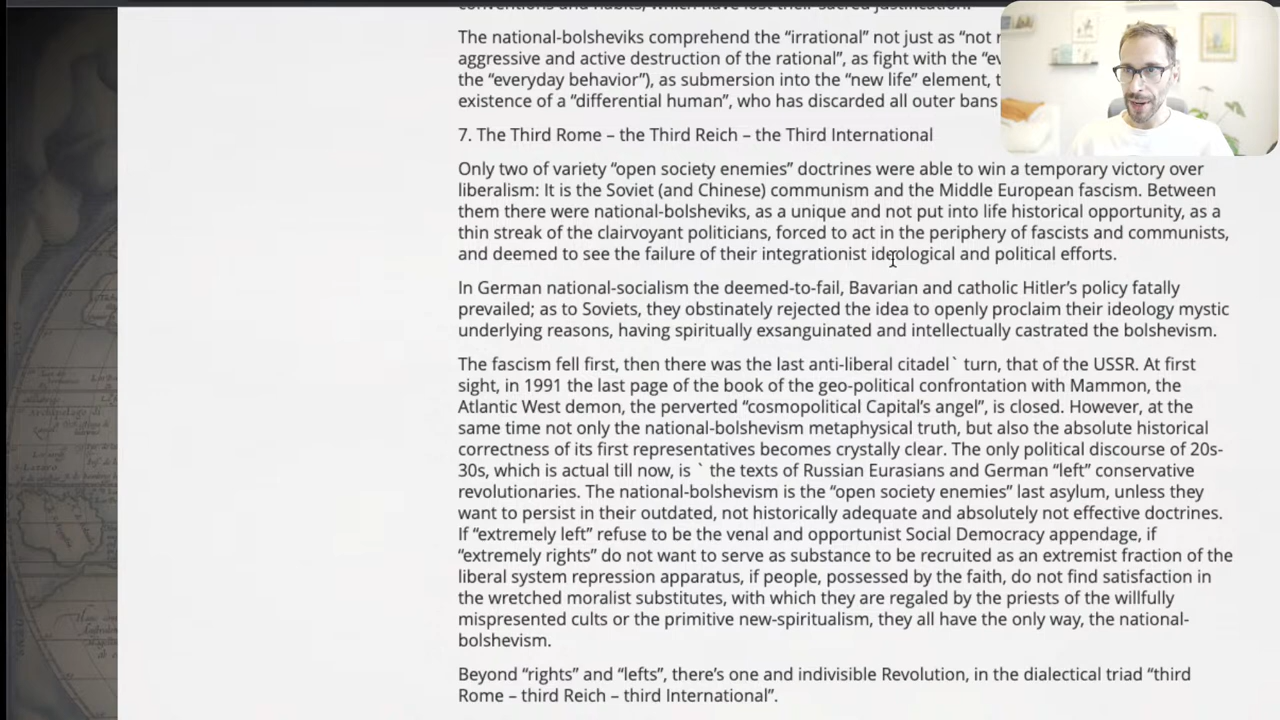 conventions and habits, which have lost their sacred justification.
The national-bolsheviks comprehend the “irrational” not just as “not
aggressive and active destruction of the rational”, as fight with the “ev
the “everyday behavior”), as submersion into the “new life” element, t
existence of a “differential human”, who has discarded all outer bans
7. The Third Rome – the Third Reich – the Third International
Only two of variety “open society enemies” doctrines were able to win a temporary victory over
liberalism: It is the Soviet (and Chinese) communism and the Middle European fascism. Between
them there were national-bolsheviks, as a unique and not put into life historical opportunity, as a
thin streak of the clairvoyant politicians, forced to act in the periphery of fascists and communists,
and deemed to see the failure of their integrationist ideological and political efforts.
In German national-socialism the deemed-to-fail, Bavarian and catholic Hitler’s policy fatally
prevailed; as to Soviets, they obstinately rejected the idea to openly proclaim their ideology mystic
underlying reasons, having spiritually exsanguinated and intellectually castrated the bolshevism.
The fascism fell first, then there was the last anti-liberal citadel` turn, that of the USSR. At first
sight, in 1991 the last page of the book of the geo-political confrontation with Mammon, the
Atlantic West demon, the perverted “cosmopolitical Capital’s angel”, is closed. However, at the
same time not only the national-bolshevism metaphysical truth, but also the absolute historical
correctness of its first representatives becomes crystally clear. The only political discourse of 20s-
30s, which is actual till now, is ` the texts of Russian Eurasians and German “left” conservative
revolutionaries. The national-bolshevism is the “open society enemies” last asylum, unless they
want to persist in their outdated, not historically adequate and absolutely not effective doctrines.
If “extremely left” refuse to be the venal and opportunist Social Democracy appendage, if
“extremely rights” do not want to serve as substance to be recruited as an extremist fraction of the
liberal system repression apparatus, if people, possessed by the faith, do not find satisfaction in
the wretched moralist substitutes, with which they are regaled by the priests of the willfully
mispresented cults or the primitive new-spiritualism, they all have the only way, the national-
bolshevism.
Beyond “rights” and “lefts”, there’s one and indivisible Revolution, in the dialectical triad “third
Rome – third Reich – third International”.